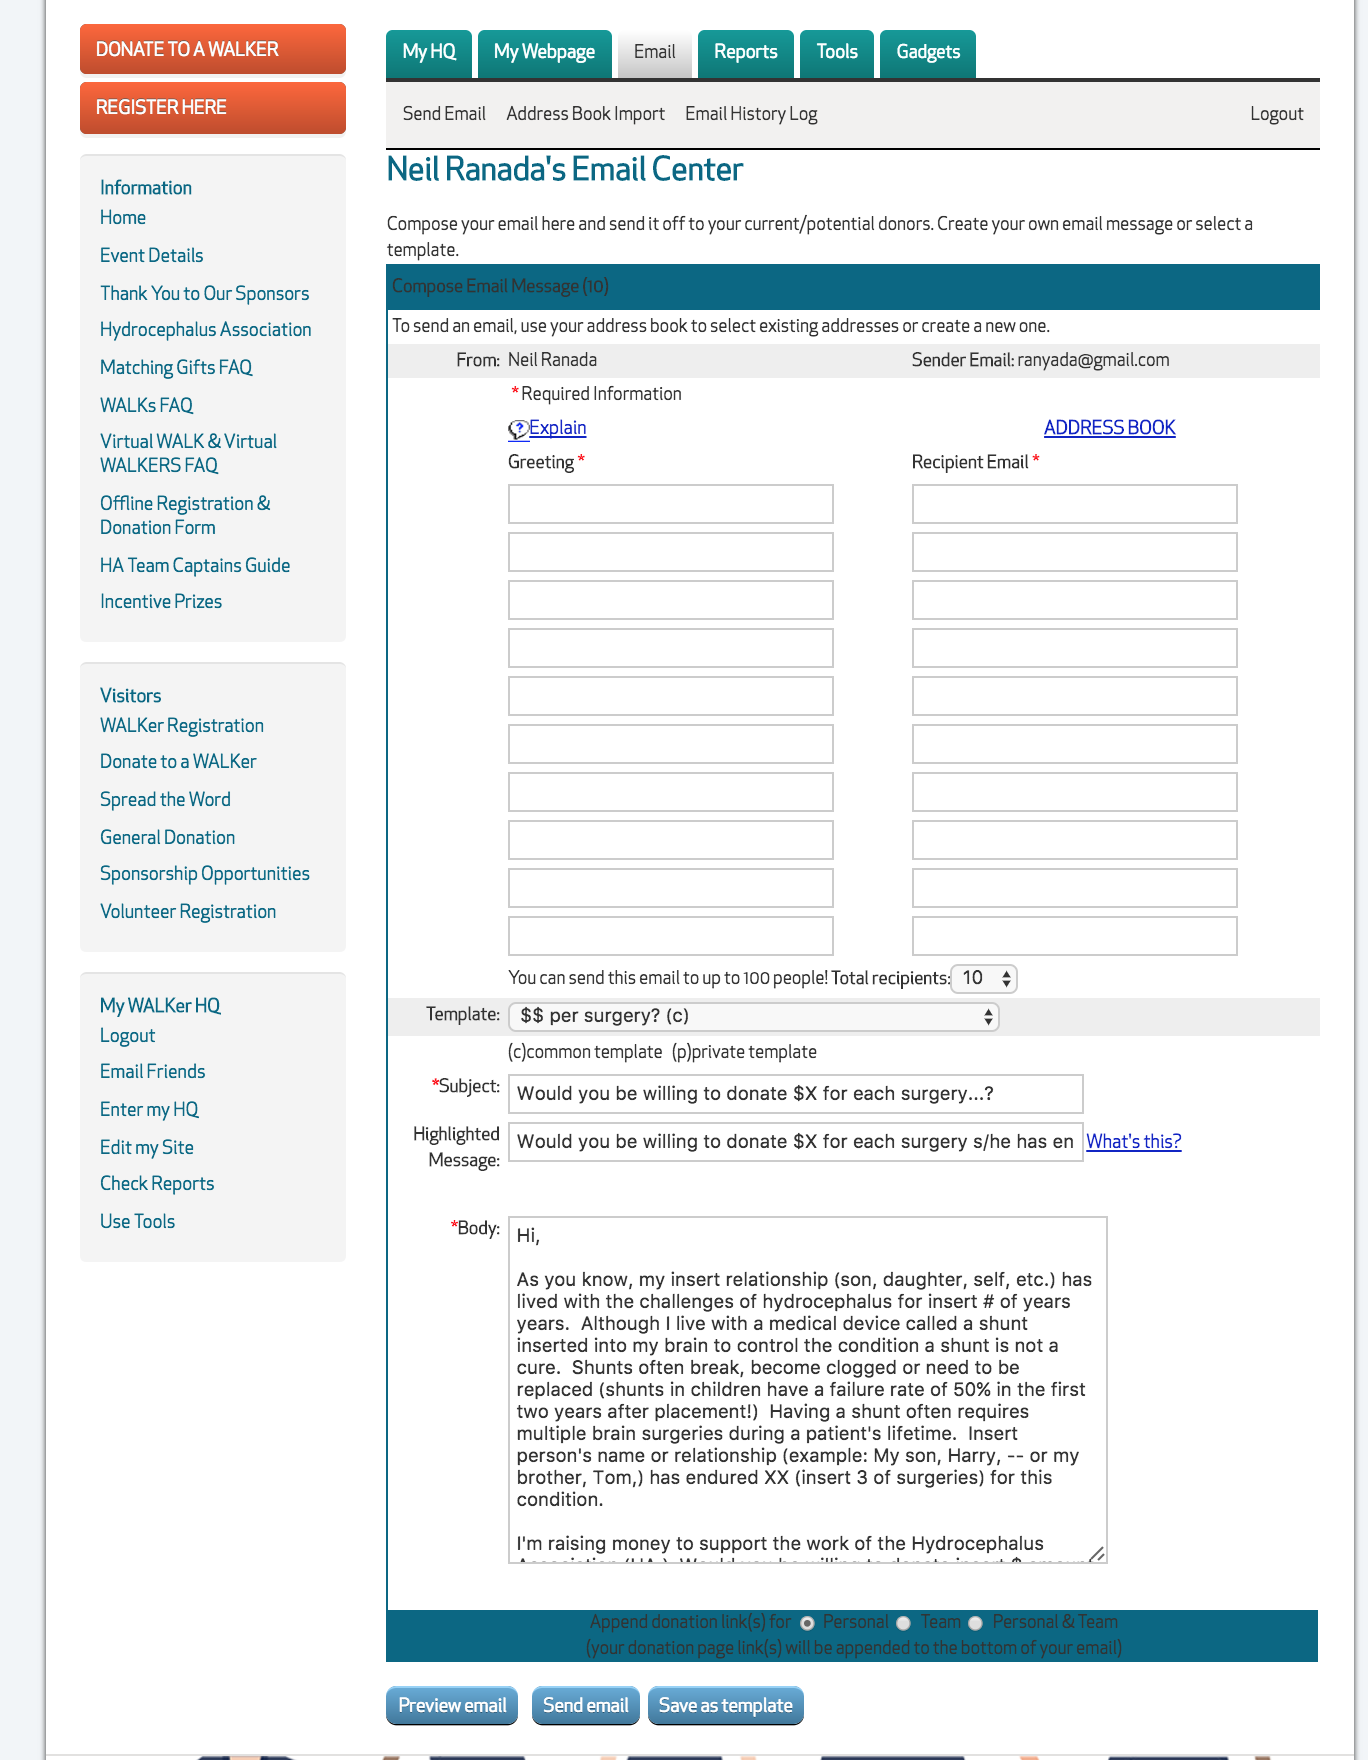 DONATE TO A WALKER
REGISTER HERE
Information
Home
Event Details
Thank You to Our Sponsors
Hydrocephalus Association
Matching Gifts FAQ
WALKs FAQ
Virtual WALK & Virtual
WALKERS FAQ
Offline Registration &
Donation Form
HA Team Captains Guide
Incentive Prizes
Visitors
WALKer Registration
Donate to a WALKer
Spread the Word
General Donation
Sponsorship Opportunities
Volunteer Registration
My WALKer HQ
Logout
Email Friends
Enter my HQ
Edit my Site
Check Reports
Use Tools
My HQ My Webpage Email Reports Tools Gadgets
Send Email Address Book Import Email History Log Logout
Neil Ranada's Email Center
Compose your email here and send it off to your current/potential donors. Create your own email message or select a
template.
Compose Email Message (10)
To send an email, use your address book to select existing addresses or create a new one.
From: Neil Ranada Sender Email: ranyada@gmail.com
* Required Information
? Explain ADDRESS BOOK
Greeting * Recipient Email *
You can send this email to up to 100 people! Total recipients: 10
Template: $$ per surgery? (c)
(c)common template (p)private template
*Subject: Would you be willing to donate $X for each surgery...?
Highlighted
Message: Would you be willing to donate $X for each surgery s/he has en What's this?
*Body: Hi,
As you know, my insert relationship (son, daughter, self, etc.) has
lived with the challenges of hydrocephalus for insert # of years
years. Although I live with a medical device called a shunt
inserted into my brain to control the condition a shunt is not a
cure. Shunts often break, become clogged or need to be
replaced (shunts in children have a failure rate of 50% in the first
two years after placement!) Having a shunt often requires
multiple brain surgeries during a patient's lifetime. Insert
person's name or relationship (example: My son, Harry, -- or my
brother, Tom,) has endured XX (insert 3 of surgeries) for this
condition.
I'm raising money to support the work of the Hydrocephalus
Association (HA.) Would you be willing to donate insert $ amount
Append donation link(s) for Personal Team Personal & Team
(your donation page link(s) will be appended to the bottom of your email)
Preview email Send email Save as template